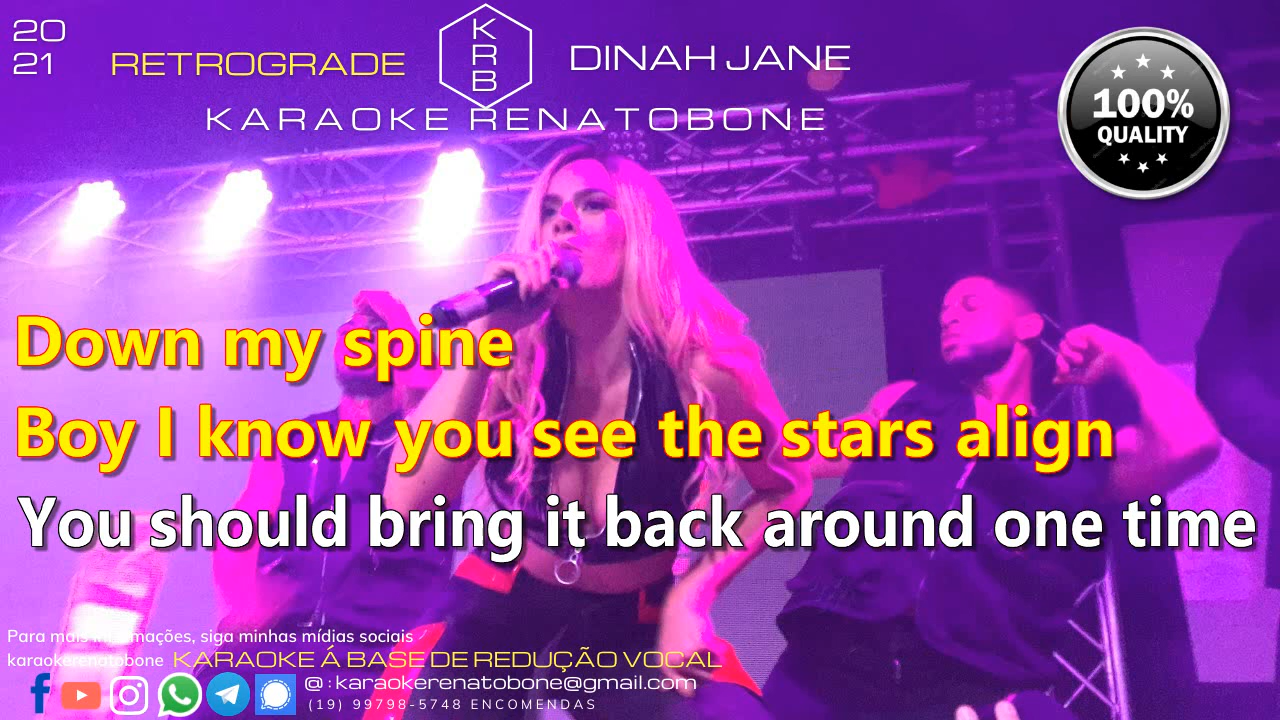 20
21
RETROGRADE
K
R
B
DINAH JANE
KARAOKE RENATOBONE
100%
QUALITY
Down my spine
Boy I know you see the stars align
You should bring it back around one time
Para mais informações, siga minhas mídias sociais
karaokerenatobone
KARAOKE Á BASE DE REDUÇÃO VOCAL
@:karaokerenatobone@gmail.com
(19) 99798-5748 ENCOMENDAS